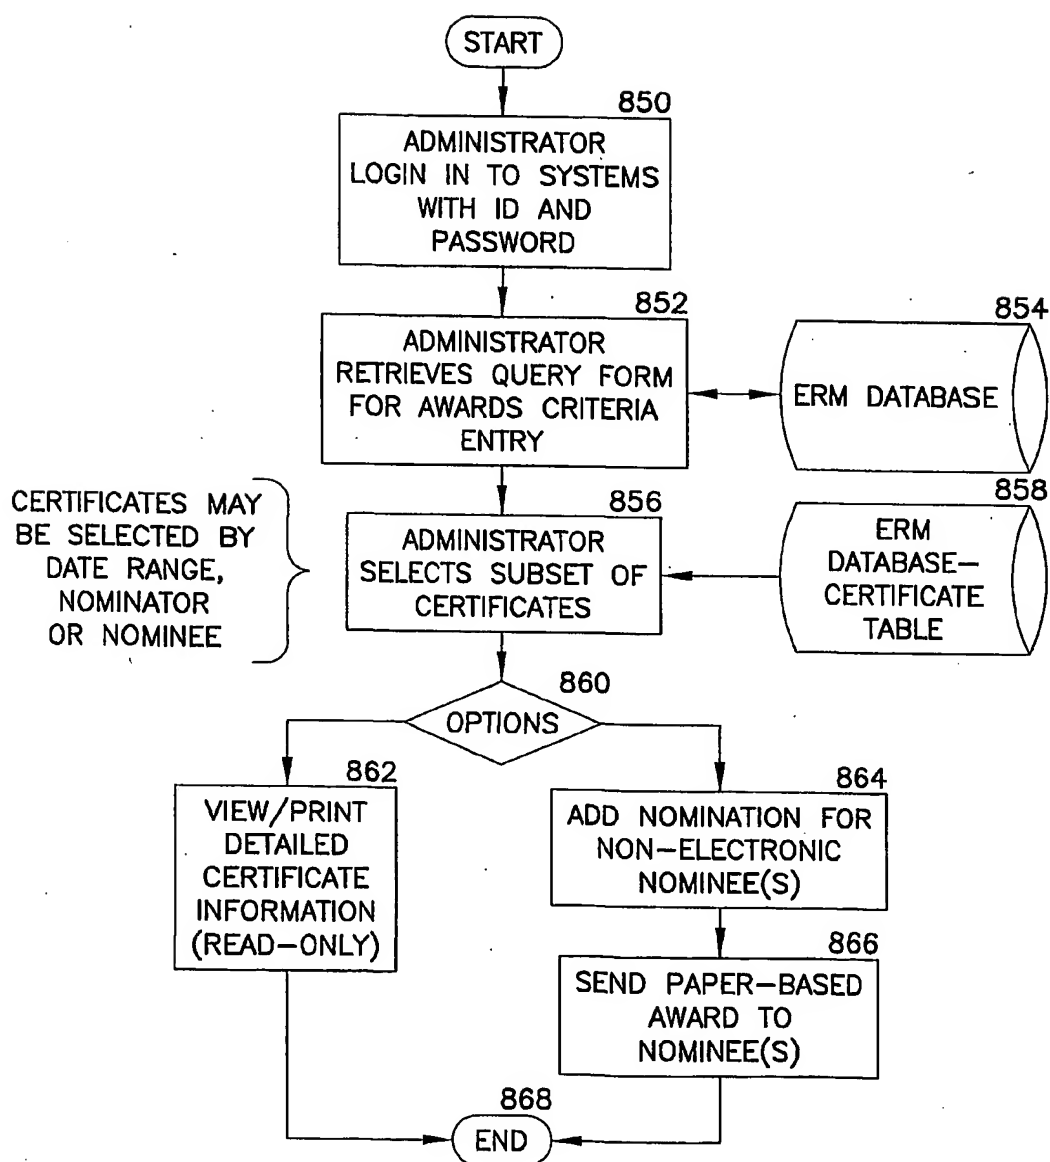 START
850
ADMINISTRATOR
LOGIN IN TO SYSTEMS
WITH ID AND
PASSWORD
852
ADMINISTRATOR
RETRIEVES QUERY FORM
FOR AWARDS CRITERIA
ENTRY
854
ERM DATABASE
CERTIFICATES MAY
BE SELECTED BY
DATE RANGE,
NOMINATOR
OR NOMINEE
856
ADMINISTRATOR
SELECTS SUBSET OF
CERTIFICATES
858
ERM
DATABASE–
CERTIFICATE
TABLE
860
OPTIONS
862
VIEW/PRINT
DETAILED
CERTIFICATE
INFORMATION
(READ–ONLY)
864
ADD NOMINATION FOR
NON–ELECTRONIC
NOMINEE(S)
866
SEND PAPER–BASED
AWARD TO
NOMINEE(S)
868
END